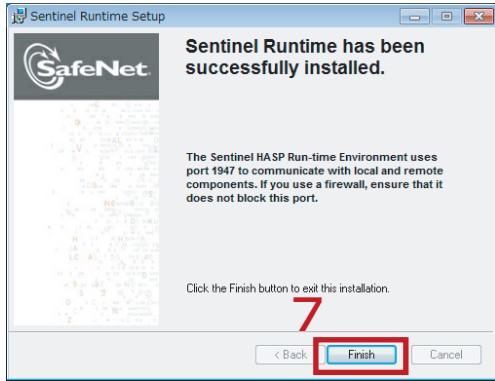 Sentinel Runtime Setup
SafeNet.
Sentinel Runtime has been
successfully installed.
The Sentinel HASP Run-time Environment uses
port 1947 to communicate with local and remote
components. If you use a firewall, ensure that it
does not block this port.
Click the Finish button to exit this installation.
7
< Back
Finish
Cancel